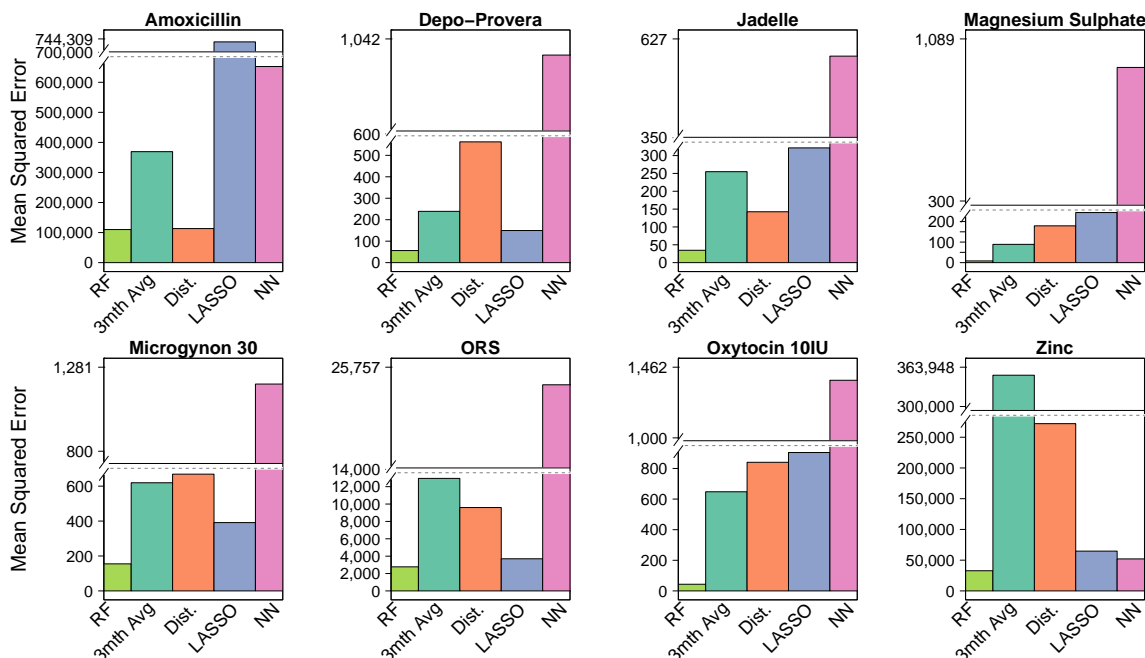 Amoxicillin
Mean Squared Error
744,309
700,000
600,000
500,000
400,000
300,000
200,000
100,000
0
RF
3mth Avg
Dist.
LASSO
NN
Depo−Provera
1,042
600
500
400
300
200
100
0
RF
3mth Avg
Dist.
LASSO
NN
Jadelle
627
350
300
250
200
150
100
50
0
RF
3mth Avg
Dist.
LASSO
NN
Magnesium Sulphate
1,089
300
200
100
0
RF
3mth Avg
Dist.
LASSO
NN
Microgynon 30
Mean Squared Error
1,281
800
600
400
200
0
RF
3mth Avg
Dist.
LASSO
NN
ORS
25,757
14,000
12,000
10,000
8,000
6,000
4,000
2,000
0
RF
3mth Avg
Dist.
LASSO
NN
Oxytocin 10IU
1,462
1,000
800
600
400
200
0
RF
3mth Avg
Dist.
LASSO
NN
Zinc
363,948
300,000
250,000
200,000
150,000
100,000
50,000
0
RF
3mth Avg
Dist.
LASSO
NN